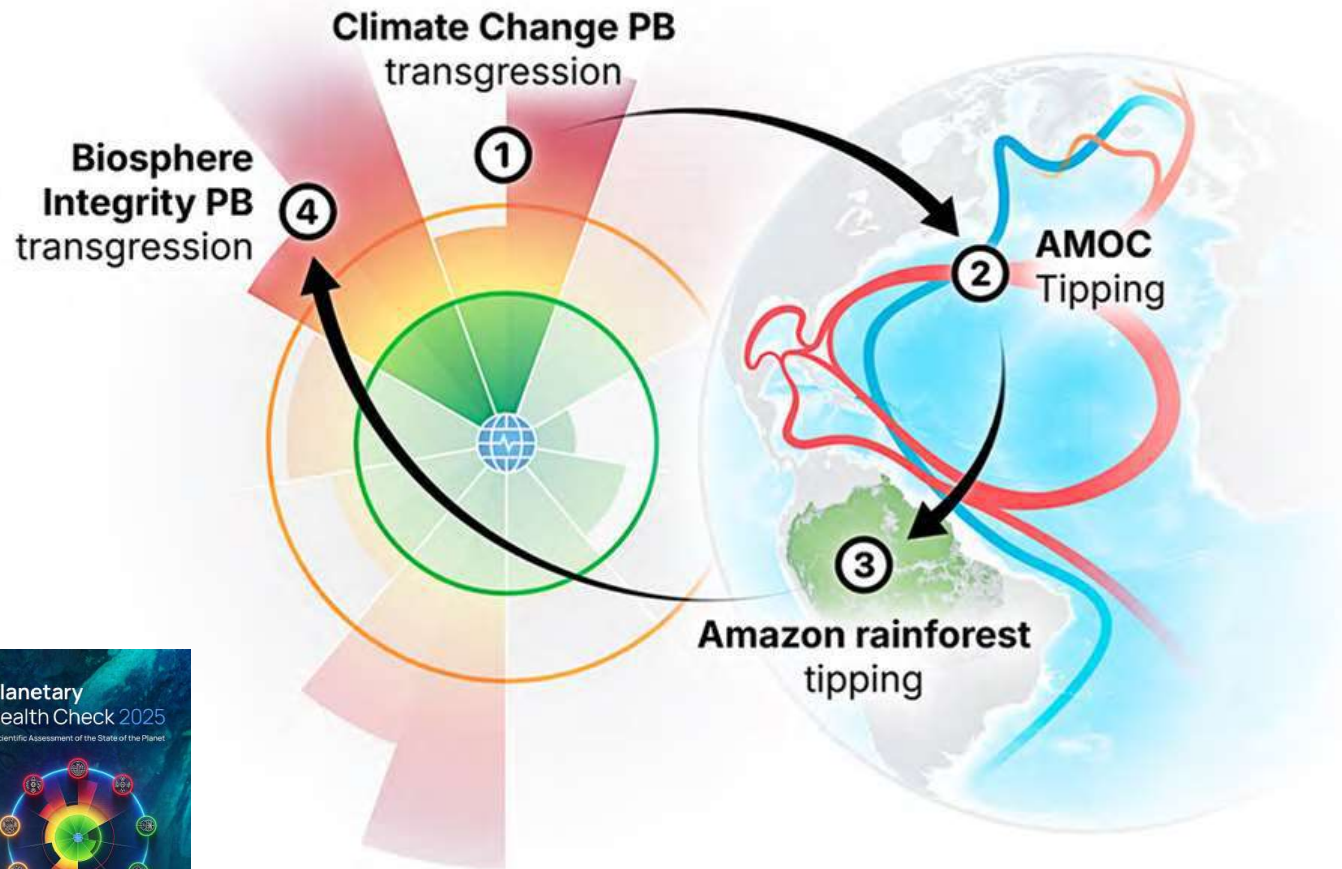 Climate Change PB
transgression
1
Biosphere
Integrity PB
transgression
4
AMOC
Tipping
2
3
Amazon rainforest
tipping
lanetary
ealth Check 2025
cientific Assessment of the State of the Planet